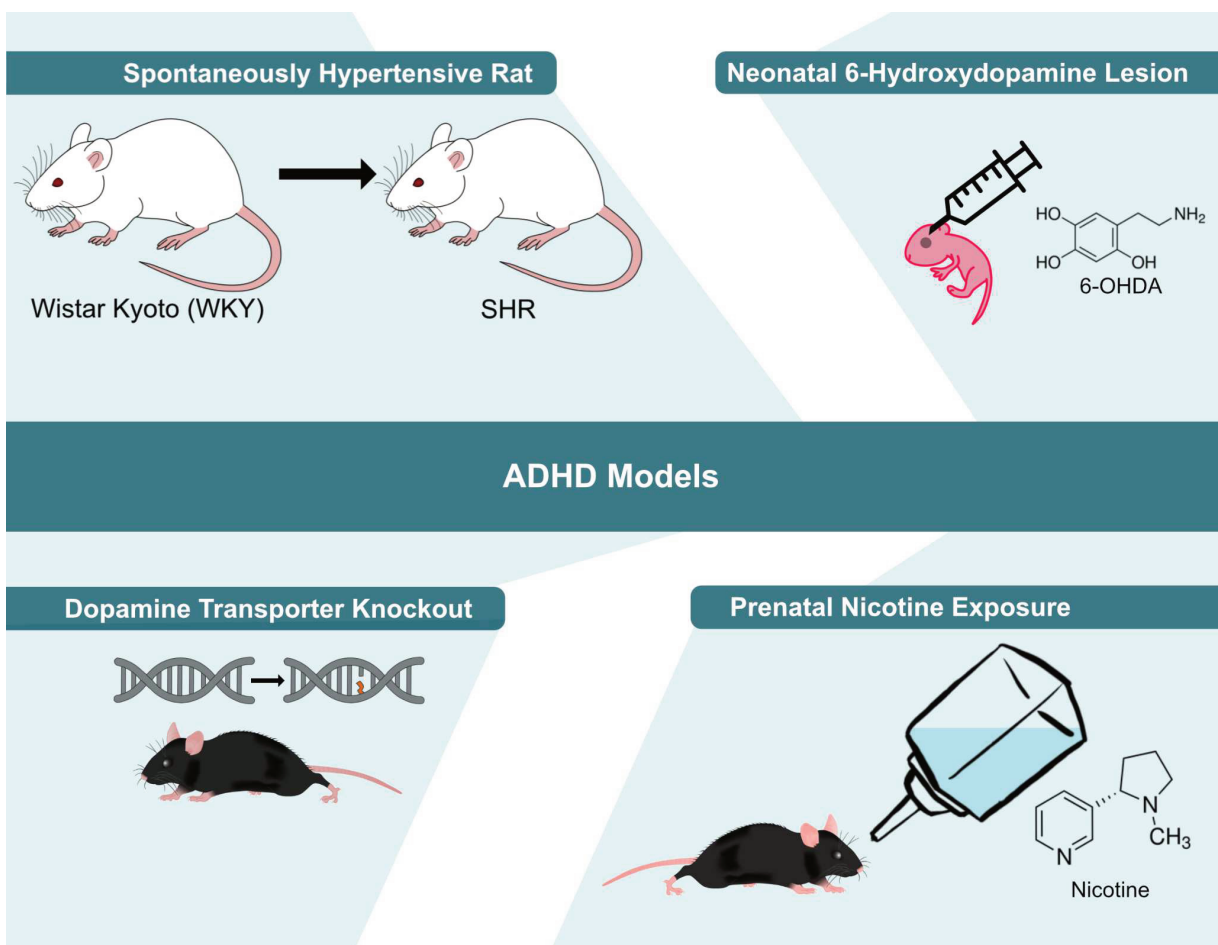 Spontaneously Hypertensive Rat
Neonatal 6-Hydroxydopamine Lesion
Wistar Kyoto (WKY)
SHR
HO
NH2
HO
OH
6-OHDA
ADHD Models
Dopamine Transporter Knockout
Prenatal Nicotine Exposure
N
N
CH3
Nicotine